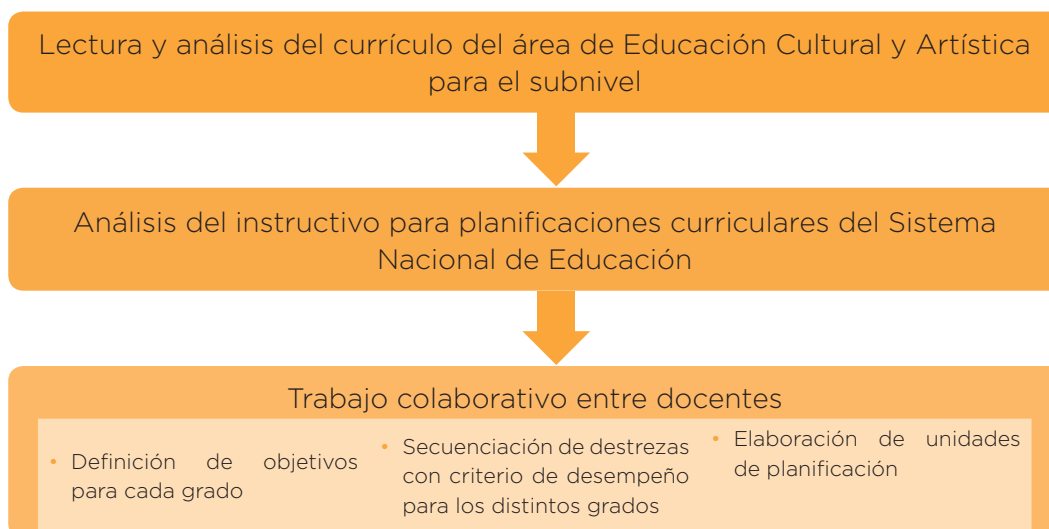 Lectura y análisis del currículo del área de Educación Cultural y Artística
para el subnivel
Análisis del instructivo para planificaciones curriculares del Sistema
Nacional de Educación
Trabajo colaborativo entre docentes
• Definición de objetivos
para cada grado
• Secuenciación de destrezas
con criterio de desempeño
para los distintos grados
• Elaboración de unidades
de planificación